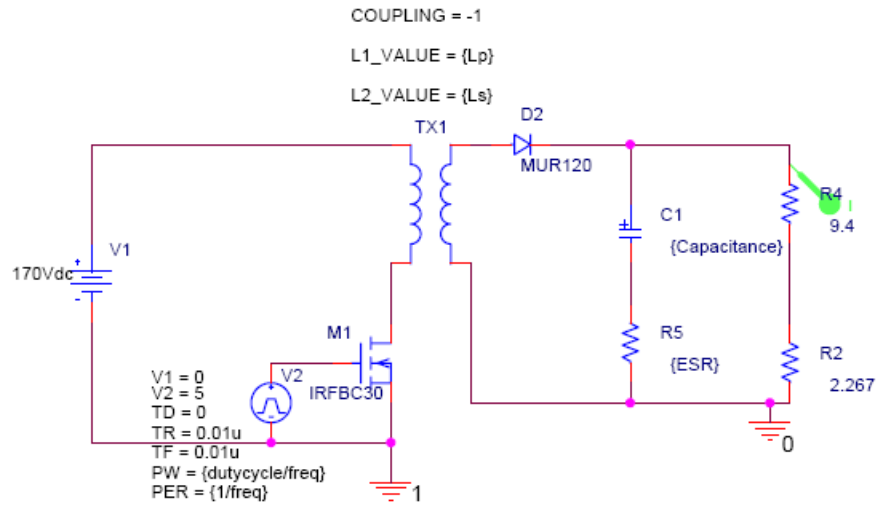 COUPLING = -1
L1_VALUE = {Lp}
L2_VALUE = {Ls}
TX1
D2
MUR120
V1
170Vdc
C1
{Capacitance}
R4
9.4
R5
{ESR}
R2
2.267
M1
IRFBC30
V2
V1 = 0
V2 = 5
TD = 0
TR = 0.01u
TF = 0.01u
PW = {dutycycle/freq}
PER = {1/freq}
1
0